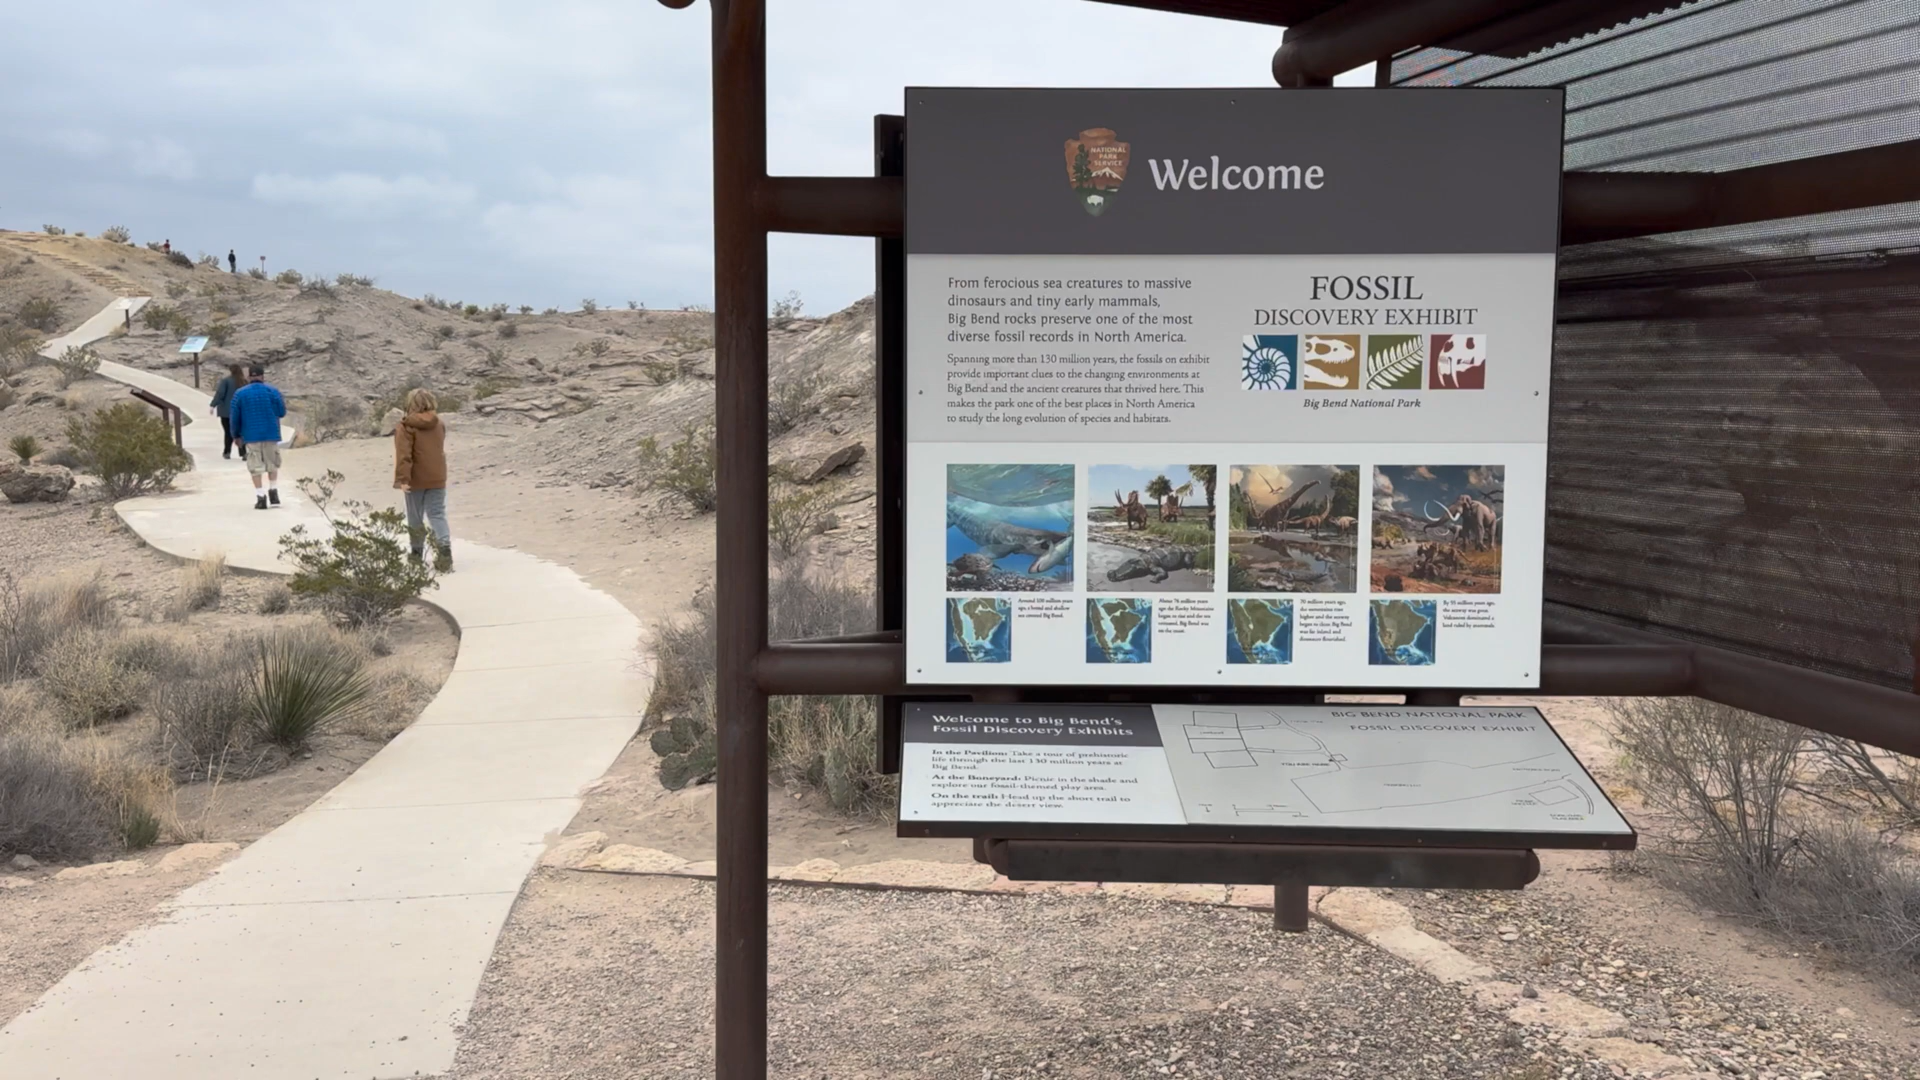 NATIONAL
PARK
SERVICE
Welcome
From ferocious sea creatures to massive
dinosaurs and tiny early mammals,
Big Bend rocks preserve one of the most
diverse fossil records in North America.
Spanning more than 130 million years, the fossils on exhibit
provide important clues to the changing environments at
Big Bend and the ancient creatures that thrived here. This
makes the park one of the best places in North America
to study the long evolution of species and habitats.
FOSSIL
DISCOVERY EXHIBIT
Big Bend National Park
Welcome to Big Bend's
Fossil Discovery Exhibits
In the Pavilion: Take a tour of prehistoric
life through the last 130 million years at
Big Bend.
At the Boneyard: Picnic in the shade and
explore our fossil-themed play area.
On the trail: Head up the short trail to
appreciate the desert view.
BIG BEND NATIONAL PARK
FOSSIL DISCOVERY EXHIBIT